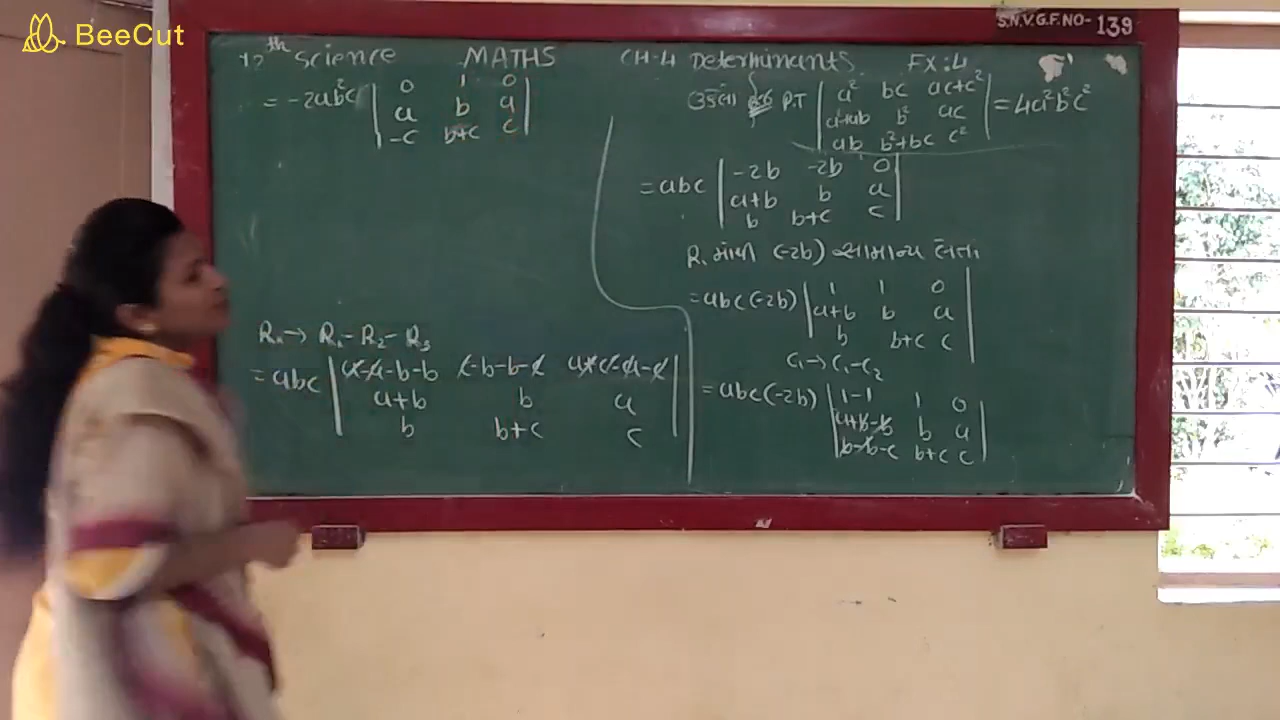 BeeCut
S.N.V.G.F.NO- 139
12th Science MATHS CH-4 Determinants EX:4
= -2ab²c | 0 1 0 |
| a b a |
| -c b+c c |
R₁→ R₁-R₂-R₃
= abc | c-a-b-b c-b-b-c a+c-a-c |
| a+b b a |
| b b+c c |
P.T | a² bc ac+c² | = 4a²b²c²
| a²+ab b² ac |
| ab b²+bc c² |
= abc | -2b -2b 0 |
| a+b b a |
| b b+c c |
R₁ માંથી (-2b) સામાન્ય લેતા
= abc(-2b) | 1 1 0 |
| a+b b a |
| b b+c c |
C₁→ C₁-C₂
= abc(-2b) | 1-1 1 0 |
| a+b-b b a |
| b-b-c b+c c |